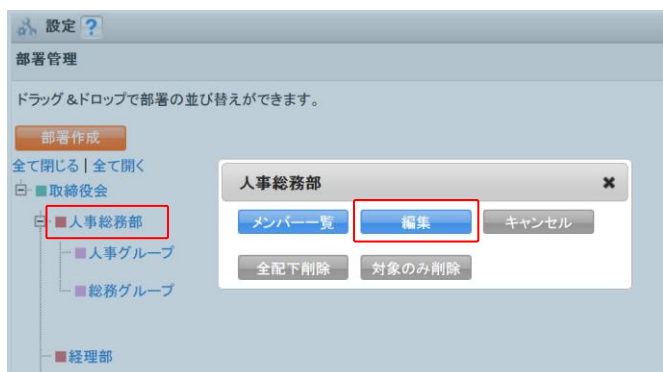 設定 ?
部署管理
ドラッグ&ドロップで部署の並び替えができます。
部署作成
全て閉じる | 全て開く
取締役会
人事総務部
人事グループ
総務グループ
経理部
人事総務部 ✖
メンバー一覧 編集 キャンセル
全配下削除 対象のみ削除